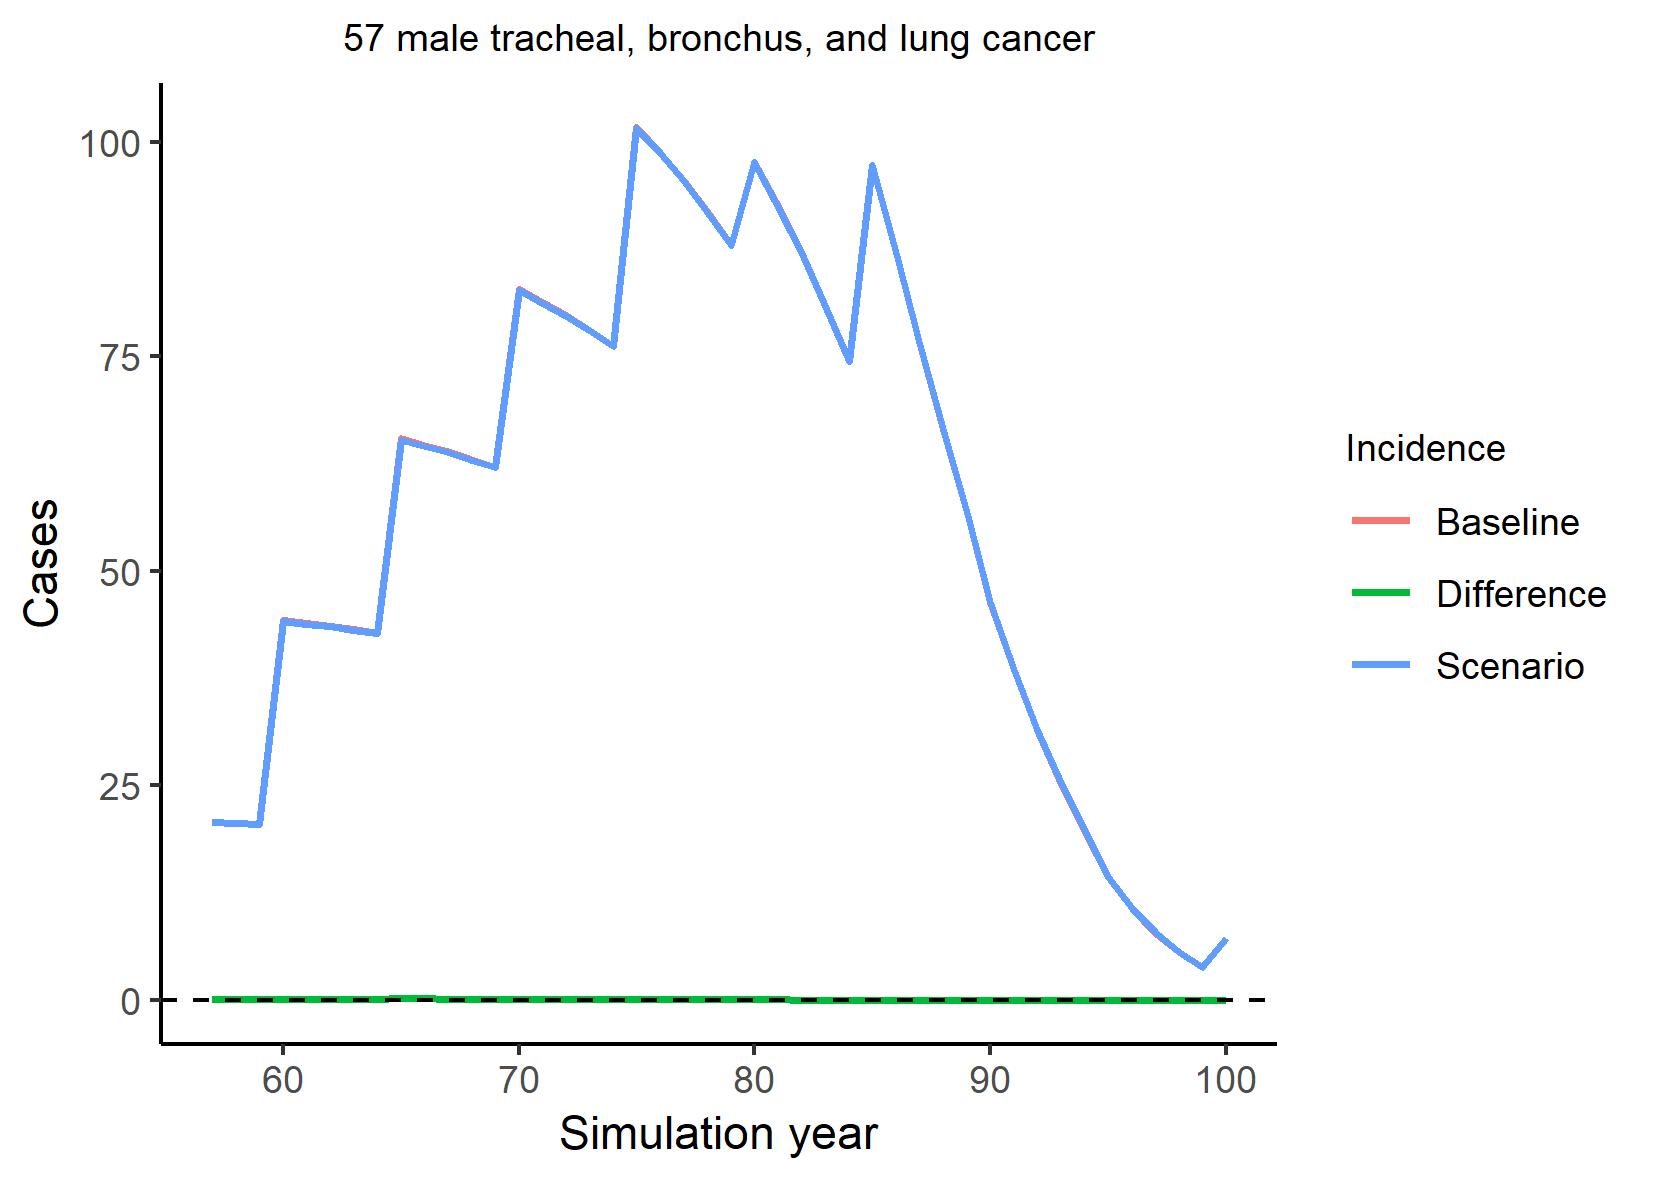 57 male tracheal, bronchus, and lung cancer
Cases
100
75
50
25
0
60 70 80 90 100
Simulation year
Incidence
Baseline
Difference
Scenario